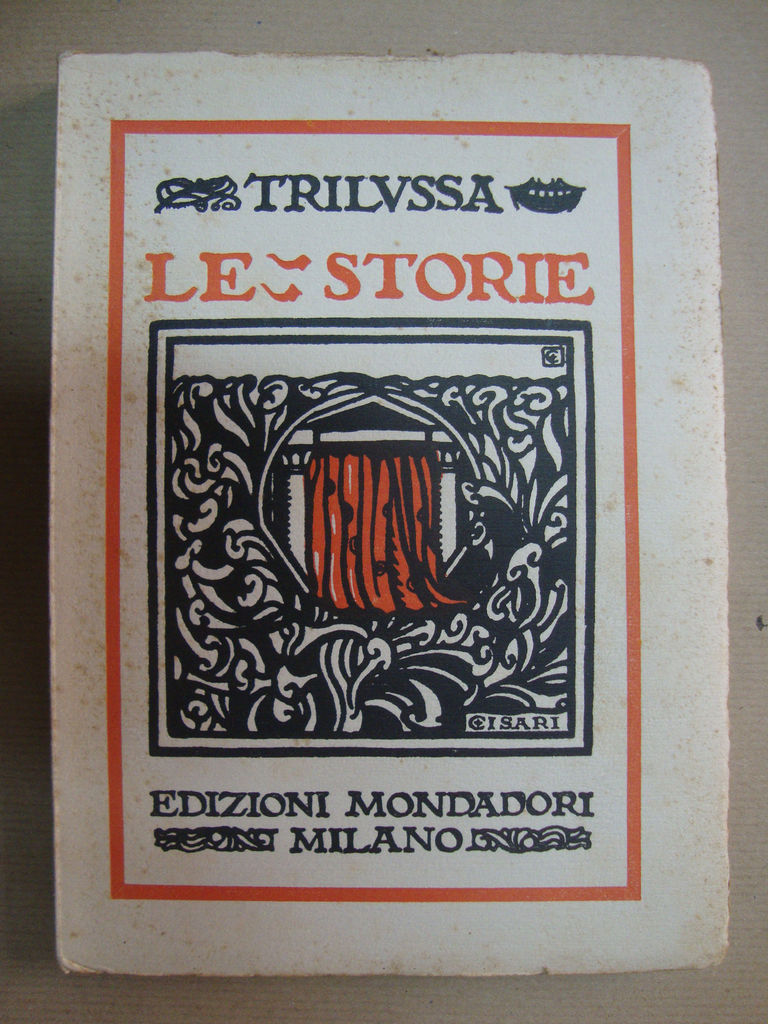 TRILVSSA
LE STORIE
CISARI
EDIZIONI MONDADORI
MILANO